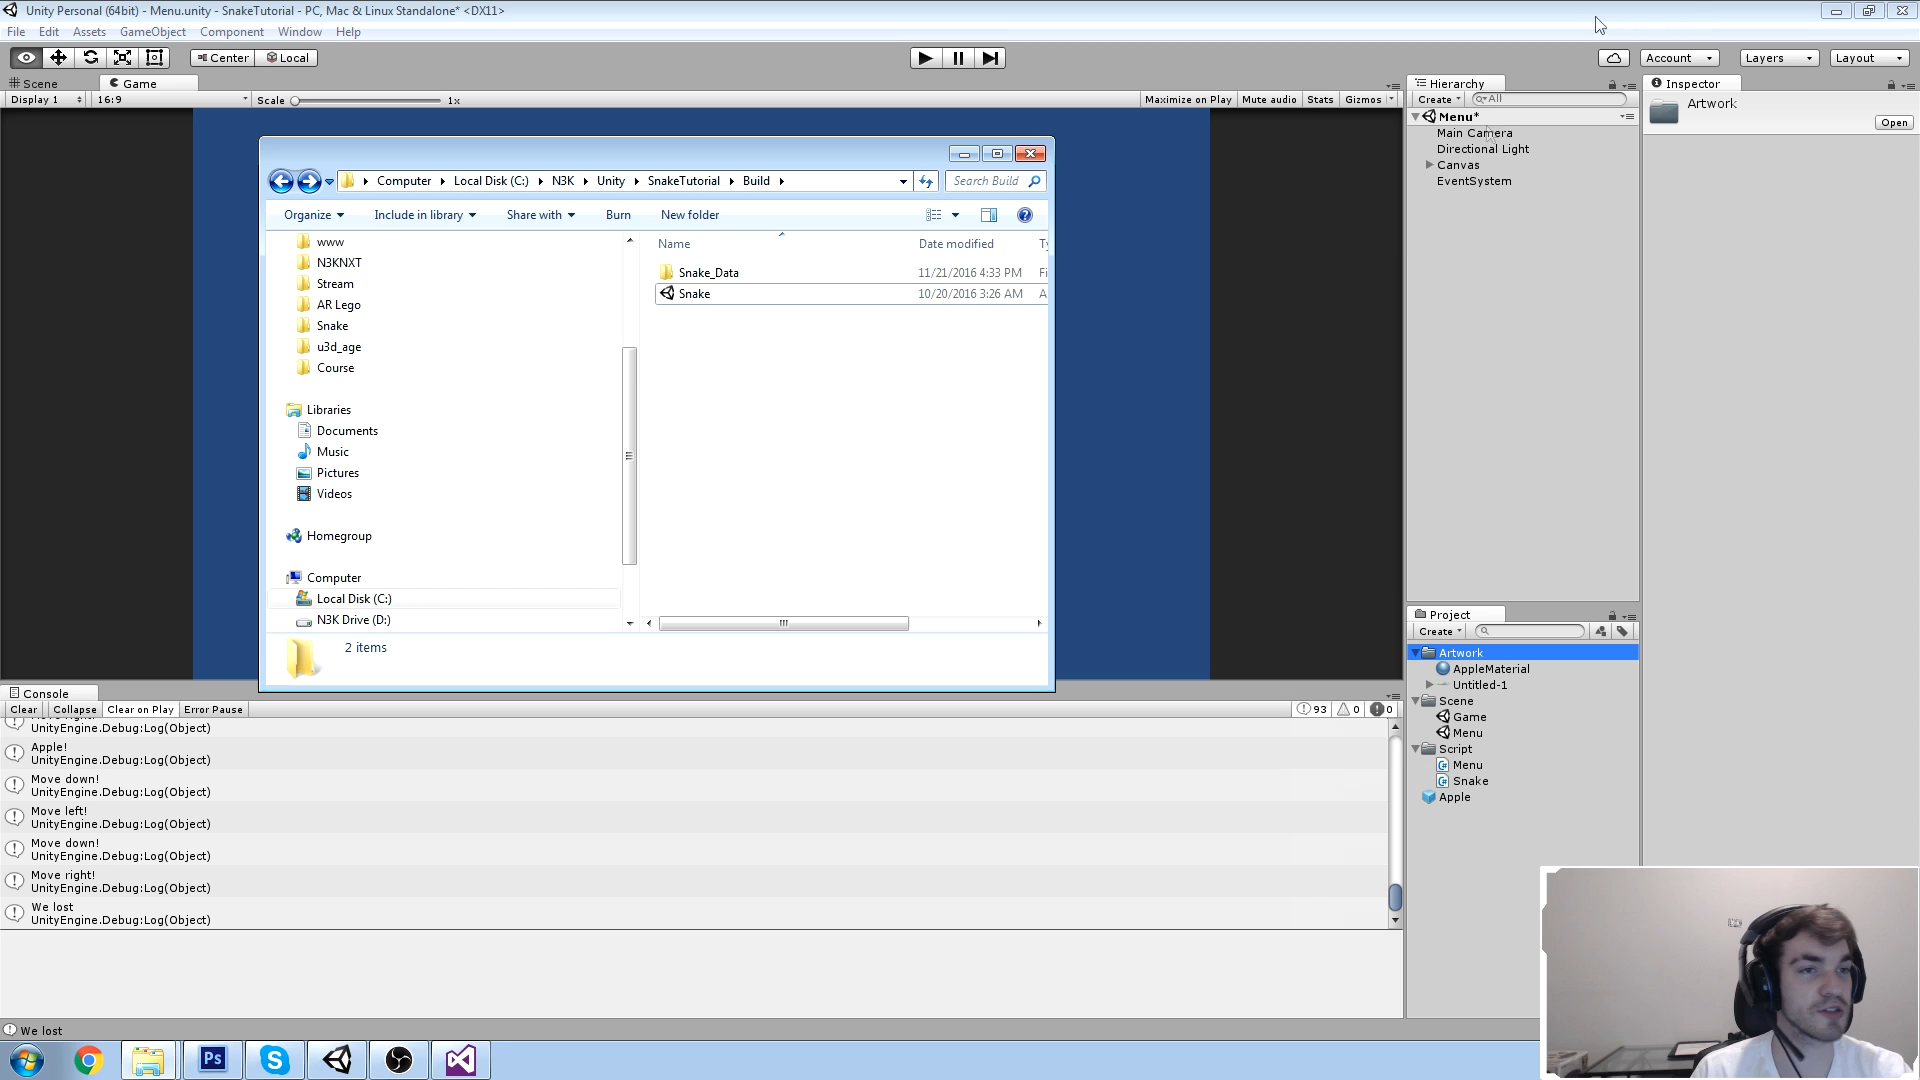 Unity Personal (64bit) - Menu.unity - SnakeTutorial - PC, Mac & Linux Standalone* <DX11>
File Edit Assets GameObject Component Window Help
Center Local
Account Layers Layout
Scene Game
Display 1 16:9 Scale 1x Maximize on Play Mute audio Stats Gizmos
Hierarchy
Create All
Menu*
Main Camera
Directional Light
Canvas
EventSystem
Inspector
Artwork
Open
Computer Local Disk (C:) N3K Unity SnakeTutorial Build Search Build
Organize Include in library Share with Burn New folder
www
N3KNXT
Stream
AR Lego
Snake
u3d_age
Course
Libraries
Documents
Music
Pictures
Videos
Homegroup
Computer
Local Disk (C:)
N3K Drive (D:)
Name Date modified Ty
Snake_Data 11/21/2016 4:33 PM Fi
Snake 10/20/2016 3:26 AM A
2 items
Project
Create
Artwork
AppleMaterial
Untitled-1
Scene
Game
Menu
Script
Menu
Snake
Apple
Console
Clear Collapse Clear on Play Error Pause 93 0 0
UnityEngine.Debug:Log(Object)
Apple!
UnityEngine.Debug:Log(Object)
Move down!
UnityEngine.Debug:Log(Object)
Move left!
UnityEngine.Debug:Log(Object)
Move down!
UnityEngine.Debug:Log(Object)
Move right!
UnityEngine.Debug:Log(Object)
We lost
UnityEngine.Debug:Log(Object)
We lost
Ps